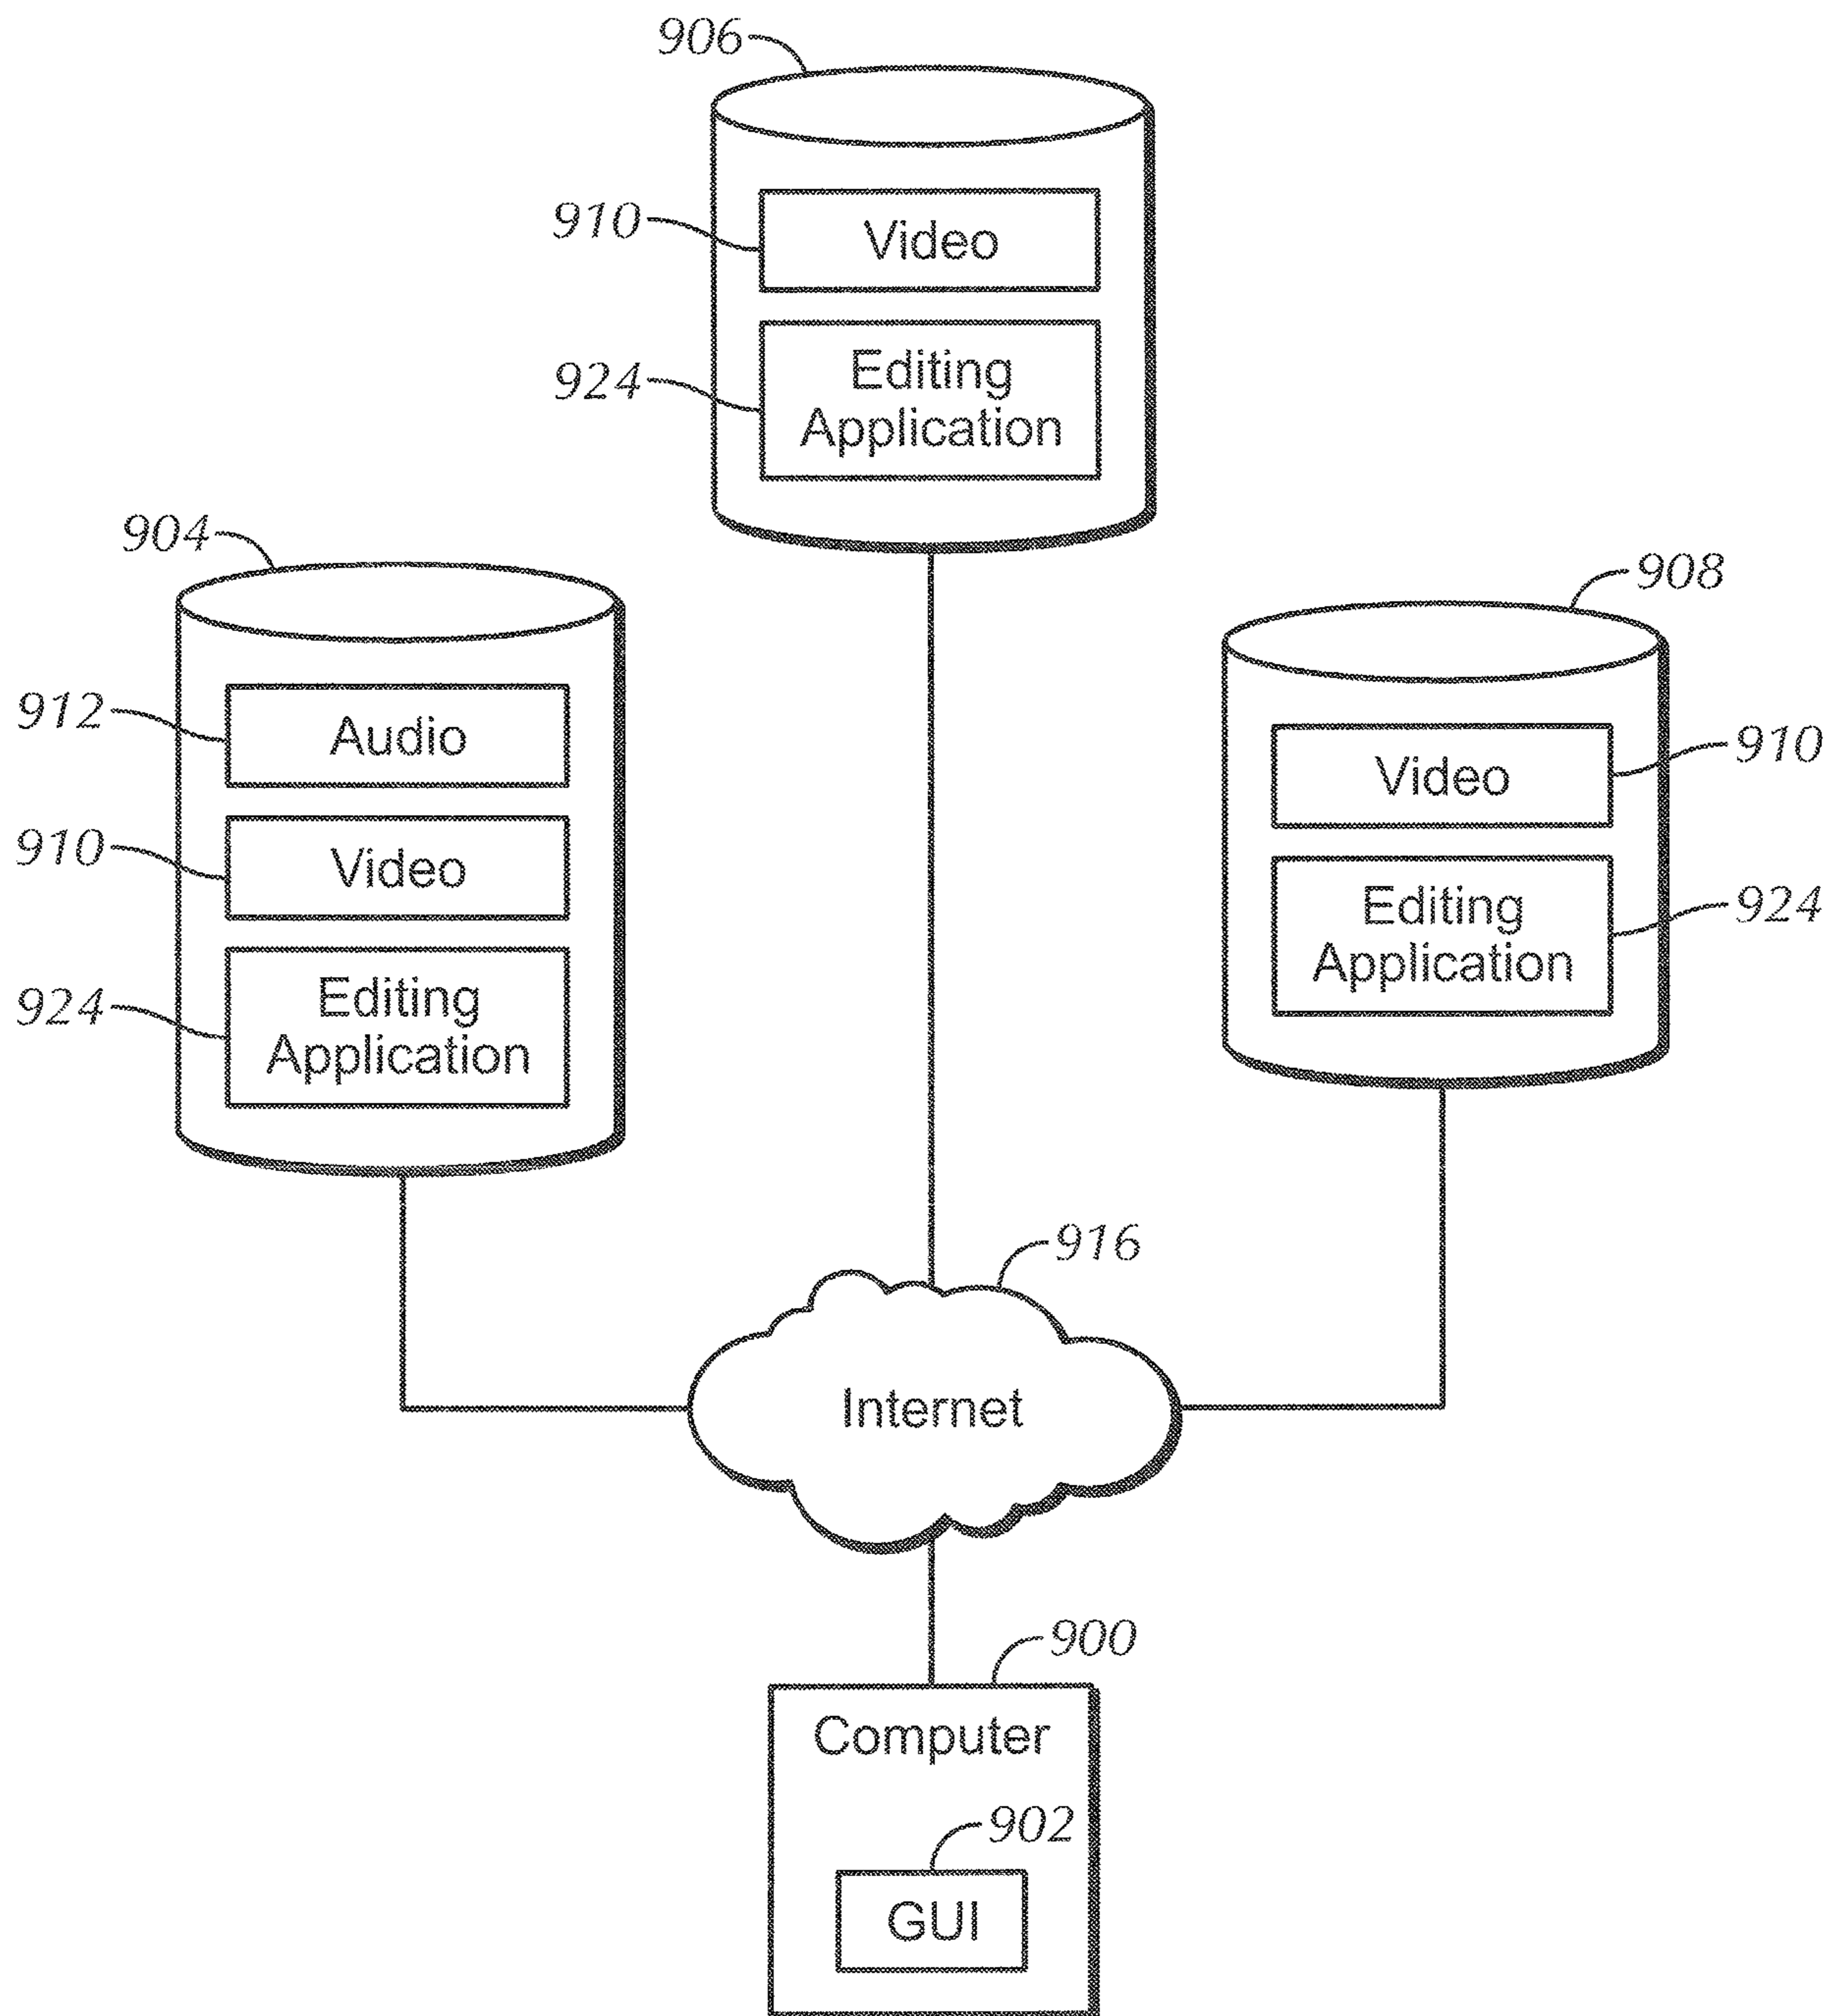 906
910
Video
924
Editing
Application
904
912
Audio
910
Video
924
Editing
Application
908
Video
910
Editing
Application
924
916
Internet
900
Computer
902
GUI